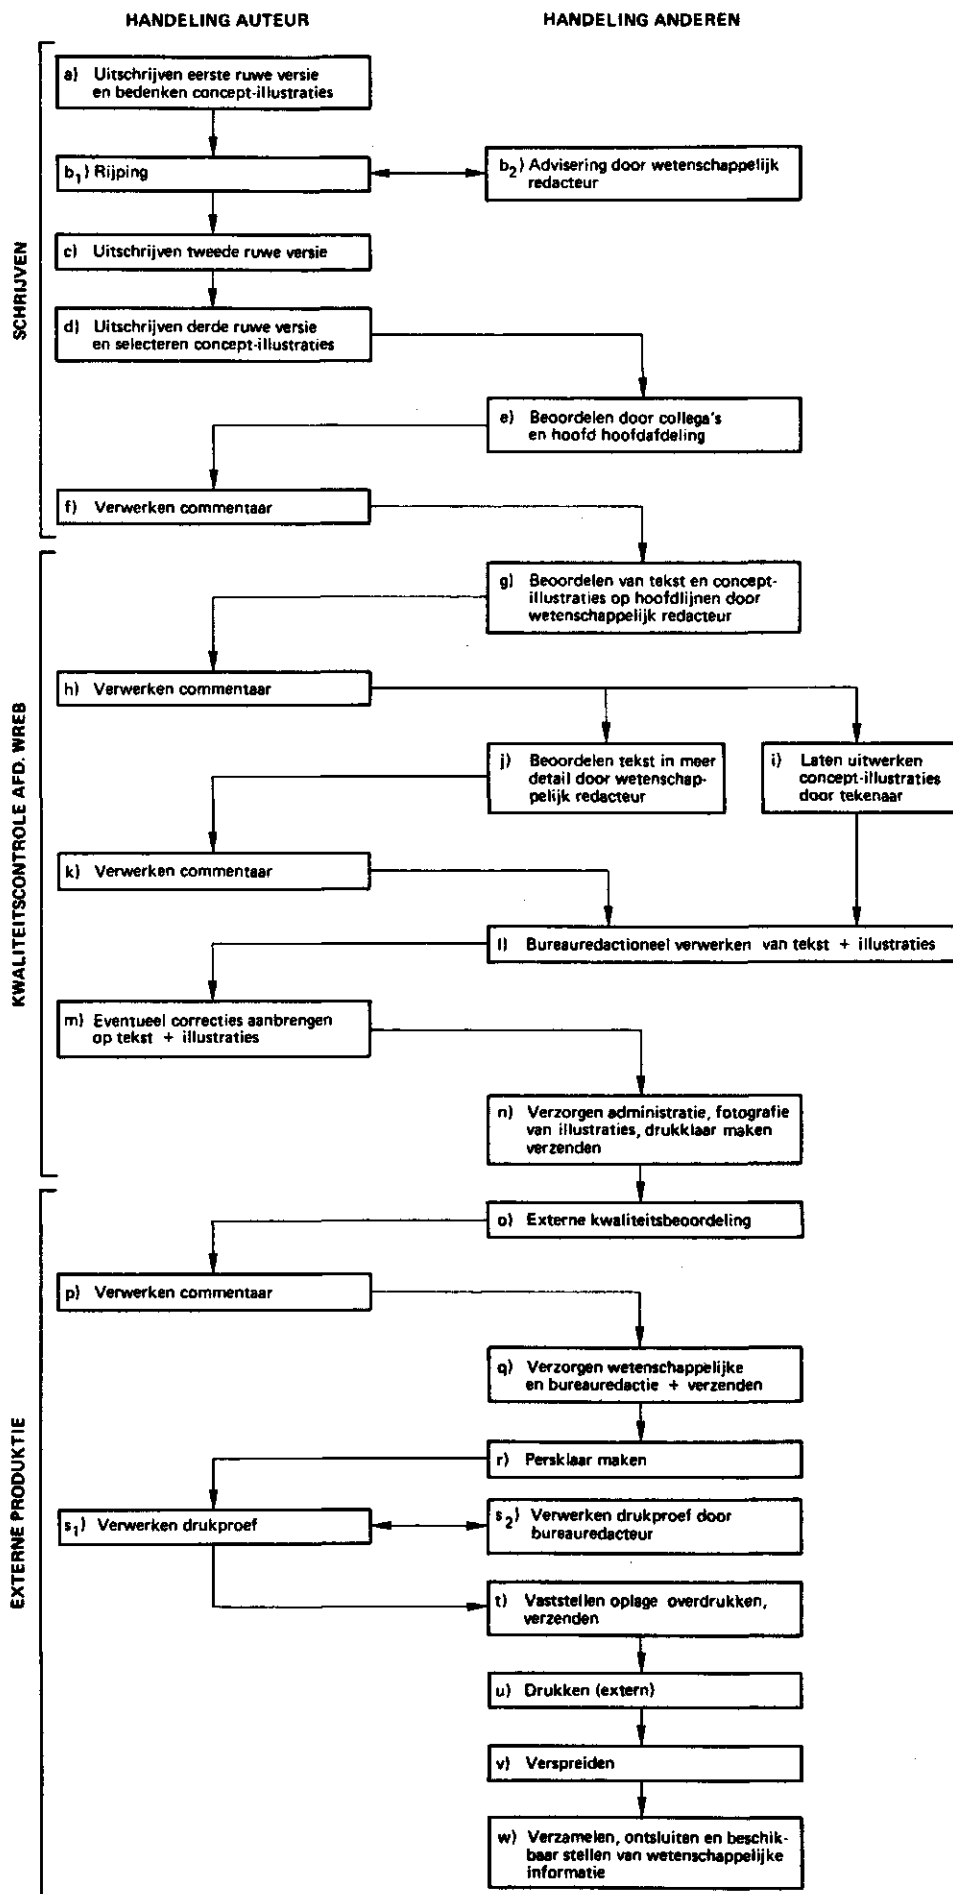 HANDELING AUTEUR
HANDELING ANDEREN
SCHRIJVEN
a) Uitschrijven eerste ruwe versie
en bedenken concept-illustraties
b1) Rijping
b2) Advisering door wetenschappelijk
redacteur
c) Uitschrijven tweede ruwe versie
d) Uitschrijven derde ruwe versie
en selecteren concept-illustraties
e) Beoordelen door collega's
en hoofd hoofdafdeling
f) Verwerken commentaar
KWALITEITSCONTROLE AFD. WREB
g) Beoordelen van tekst en concept-
illustraties op hoofdlijnen door
wetenschappelijk redacteur
h) Verwerken commentaar
j) Beoordelen tekst in meer
detail door wetenschap-
pelijk redacteur
i) Laten uitwerken
concept-illustraties
door tekenaar
k) Verwerken commentaar
l) Bureauredactioneel verwerken van tekst + illustraties
m) Eventueel correcties aanbrengen
op tekst + illustraties
n) Verzorgen administratie, fotografie
van illustraties, drukklaar maken
verzenden
EXTERNE PRODUKTIE
o) Externe kwaliteitsbeoordeling
p) Verwerken commentaar
q) Verzorgen wetenschappelijke
en bureauredactie + verzenden
r) Persklaar maken
s1) Verwerken drukproef
s2) Verwerken drukproef door
bureauredacteur
t) Vaststellen oplage overdrukken,
verzenden
u) Drukken (extern)
v) Verspreiden
w) Verzamelen, ontsluiten en beschik-
baar stellen van wetenschappelijke
informatie